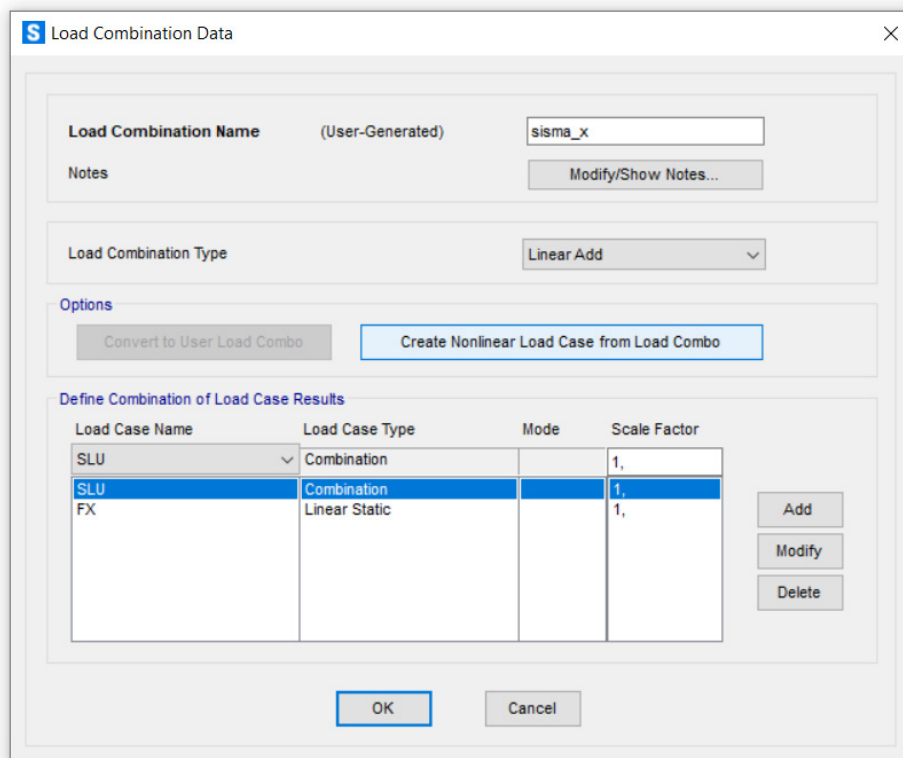 S Load Combination Data
Load Combination Name (User-Generated) sisma_x
Notes Modify/Show Notes...
Load Combination Type Linear Add
Options
Convert to User Load Combo Create Nonlinear Load Case from Load Combo
Define Combination of Load Case Results
Load Case Name Load Case Type Mode Scale Factor
SLU Combination 1,
SLU Combination 1,
FX Linear Static 1,
Add
Modify
Delete
OK Cancel